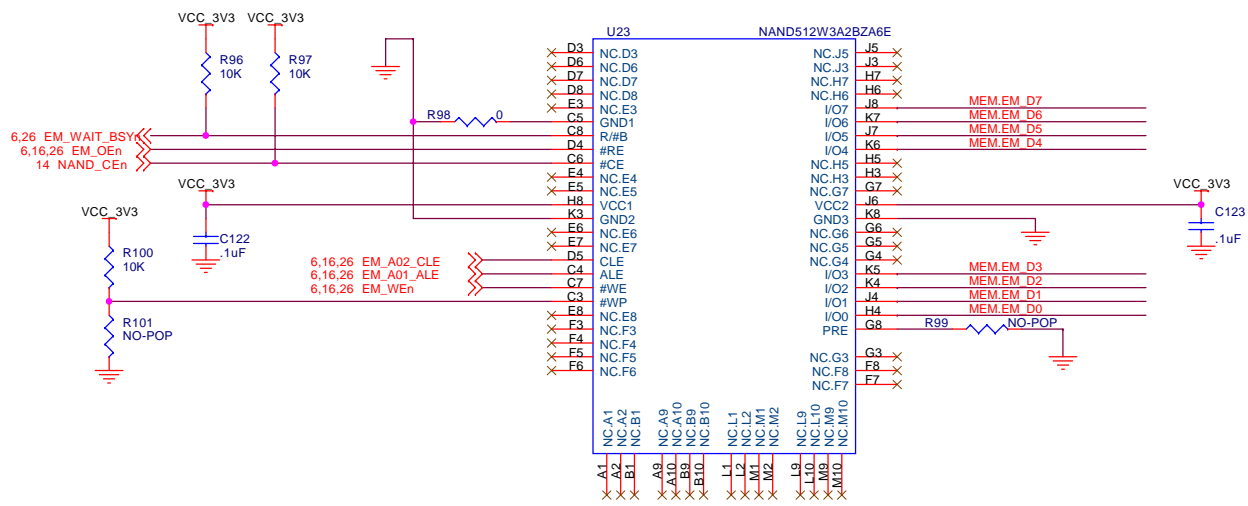 VCC_3V3 VCC_3V3
R96
10K
R97
10K
6,26 EM_WAIT_BSYn
6,16,26 EM_OEn
14 NAND_CEn
R98 0
VCC_3V3
C122
.1uF
VCC_3V3
R100
10K
R101
NO-POP
6,16,26 EM_A02_CLE
6,16,26 EM_A01_ALE
6,16,26 EM_WEn
U23 NAND512W3A2BZA6E
D3 NC.D3
D6 NC.D6
D7 NC.D7
D8 NC.D8
E3 NC.E3
C5 GND1
C8 R/#B
D4 #RE
C6 #CE
E4 NC.E4
E5 NC.E5
H8 VCC1
K3 GND2
E6 NC.E6
E7 NC.E7
D5 CLE
C4 ALE
C7 #WE
C3 #WP
E8 NC.E8
F3 NC.F3
F4 NC.F4
F5 NC.F5
F6 NC.F6
NC.J5 J5
NC.J3 J3
NC.H7 H7
NC.H6 H6
I/O7 J8 MEM.EM_D7
I/O6 K7 MEM.EM_D6
I/O5 J7 MEM.EM_D5
I/O4 K6 MEM.EM_D4
NC.H5 H5
NC.H3 H3
NC.G7 G7
VCC2 J6
GND3 K8
NC.G6 G6
NC.G5 G5
NC.G4 G4
I/O3 K5 MEM.EM_D3
I/O2 K4 MEM.EM_D2
I/O1 J4 MEM.EM_D1
I/O0 H4 MEM.EM_D0
PRE G8 R99 NO-POP
NC.G3 G3
NC.F8 F8
NC.F7 F7
VCC_3V3
C123
.1uF
NC.A1 A1
NC.A2 A2
NC.B1 B1
NC.A9 A9
NC.A10 A10
NC.B9 B9
NC.B10 B10
NC.L1 L1
NC.L2 L2
NC.M1 M1
NC.M2 M2
NC.L9 L9
NC.L10 L10
NC.M9 M9
NC.M10 M10